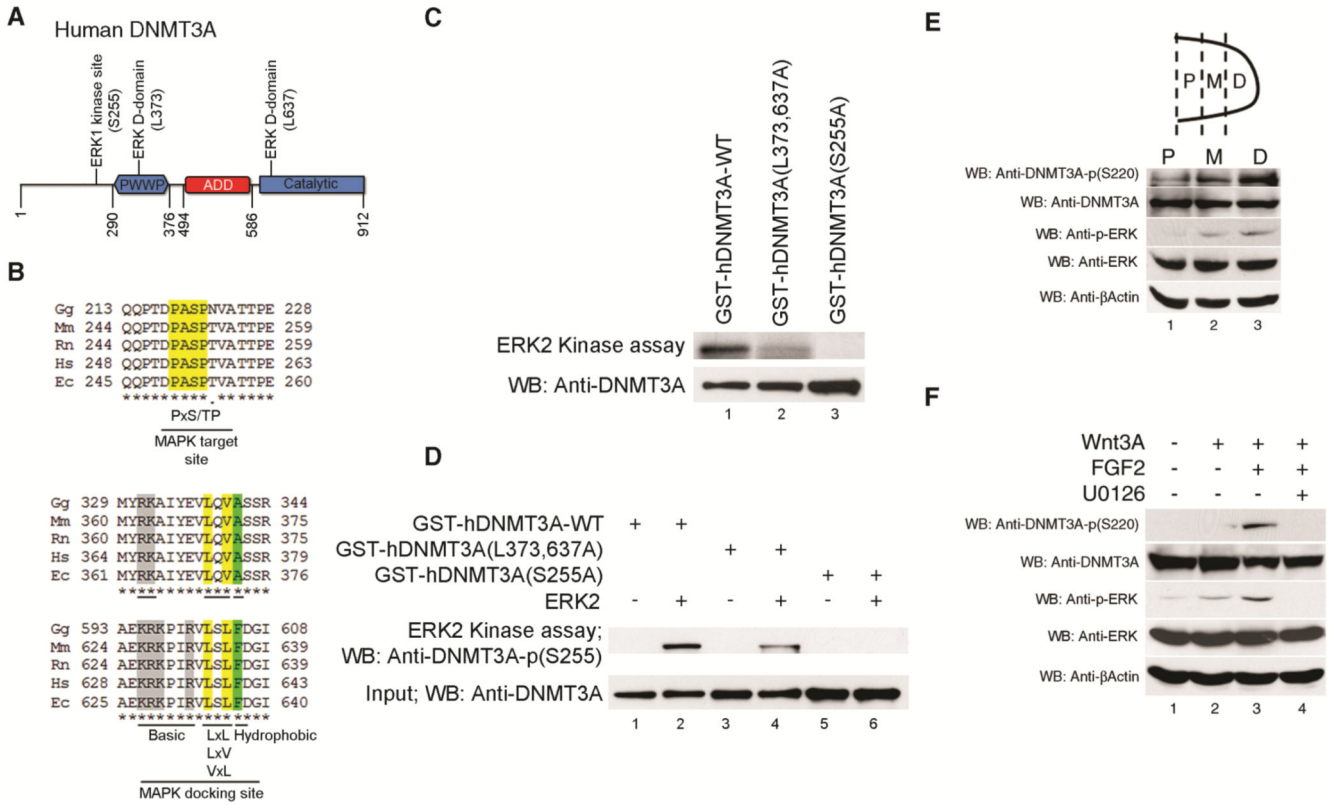 A
Human DNMT3A
ERK1 kinase site
(S255)
ERK D-domain
(L373)
ERK D-domain
(L637)
PWWP
ADD
Catalytic
1
290
376
494
586
912
B
Gg 213 QQPTDPASPNVATTPE 228
Mm 244 QQPTDPASPTVATTPE 259
Rn 244 QQPTDPASPTVATTPE 259
Hs 248 QQPTDPASPTVATTPE 263
Ec 245 QQPTDPASPTVATTPE 260
*********.******
PxS/TP
MAPK target
site
Gg 329 MYRKAIYEVLQVASSR 344
Mm 360 MYRKAIYEVLQVASSR 375
Rn 360 MYRKAIYEVLQVASSR 375
Hs 364 MYRKAIYEVLQVASSR 379
Ec 361 MYRKAIYEVLQVASSR 376
****************
Gg 593 AEKRKPIRVLSLFDGI 608
Mm 624 AEKRKPIRVLSLFDGI 639
Rn 624 AEKRKPIRVLSLFDGI 639
Hs 628 AEKRKPIRVLSLFDGI 643
Ec 625 AEKRKPIRVLSLFDGI 640
****************
Basic LxL Hydrophobic
LxV
VxL
MAPK docking site
C
GST-hDNMT3A-WT
GST-hDNMT3A(L373,637A)
GST-hDNMT3A(S255A)
ERK2 Kinase assay
WB: Anti-DNMT3A
1 2 3
D
GST-hDNMT3A-WT + +
GST-hDNMT3A(L373,637A) + +
GST-hDNMT3A(S255A) + +
ERK2 - + - + - +
ERK2 Kinase assay;
WB: Anti-DNMT3A-p(S255)
Input; WB: Anti-DNMT3A
1 2 3 4 5 6
E
P M D
P M D
WB: Anti-DNMT3A-p(S220)
WB: Anti-DNMT3A
WB: Anti-p-ERK
WB: Anti-ERK
WB: Anti-βActin
1 2 3
F
Wnt3A - + + +
FGF2 - - + +
U0126 - - - +
WB: Anti-DNMT3A-p(S220)
WB: Anti-DNMT3A
WB: Anti-p-ERK
WB: Anti-ERK
WB: Anti-βActin
1 2 3 4